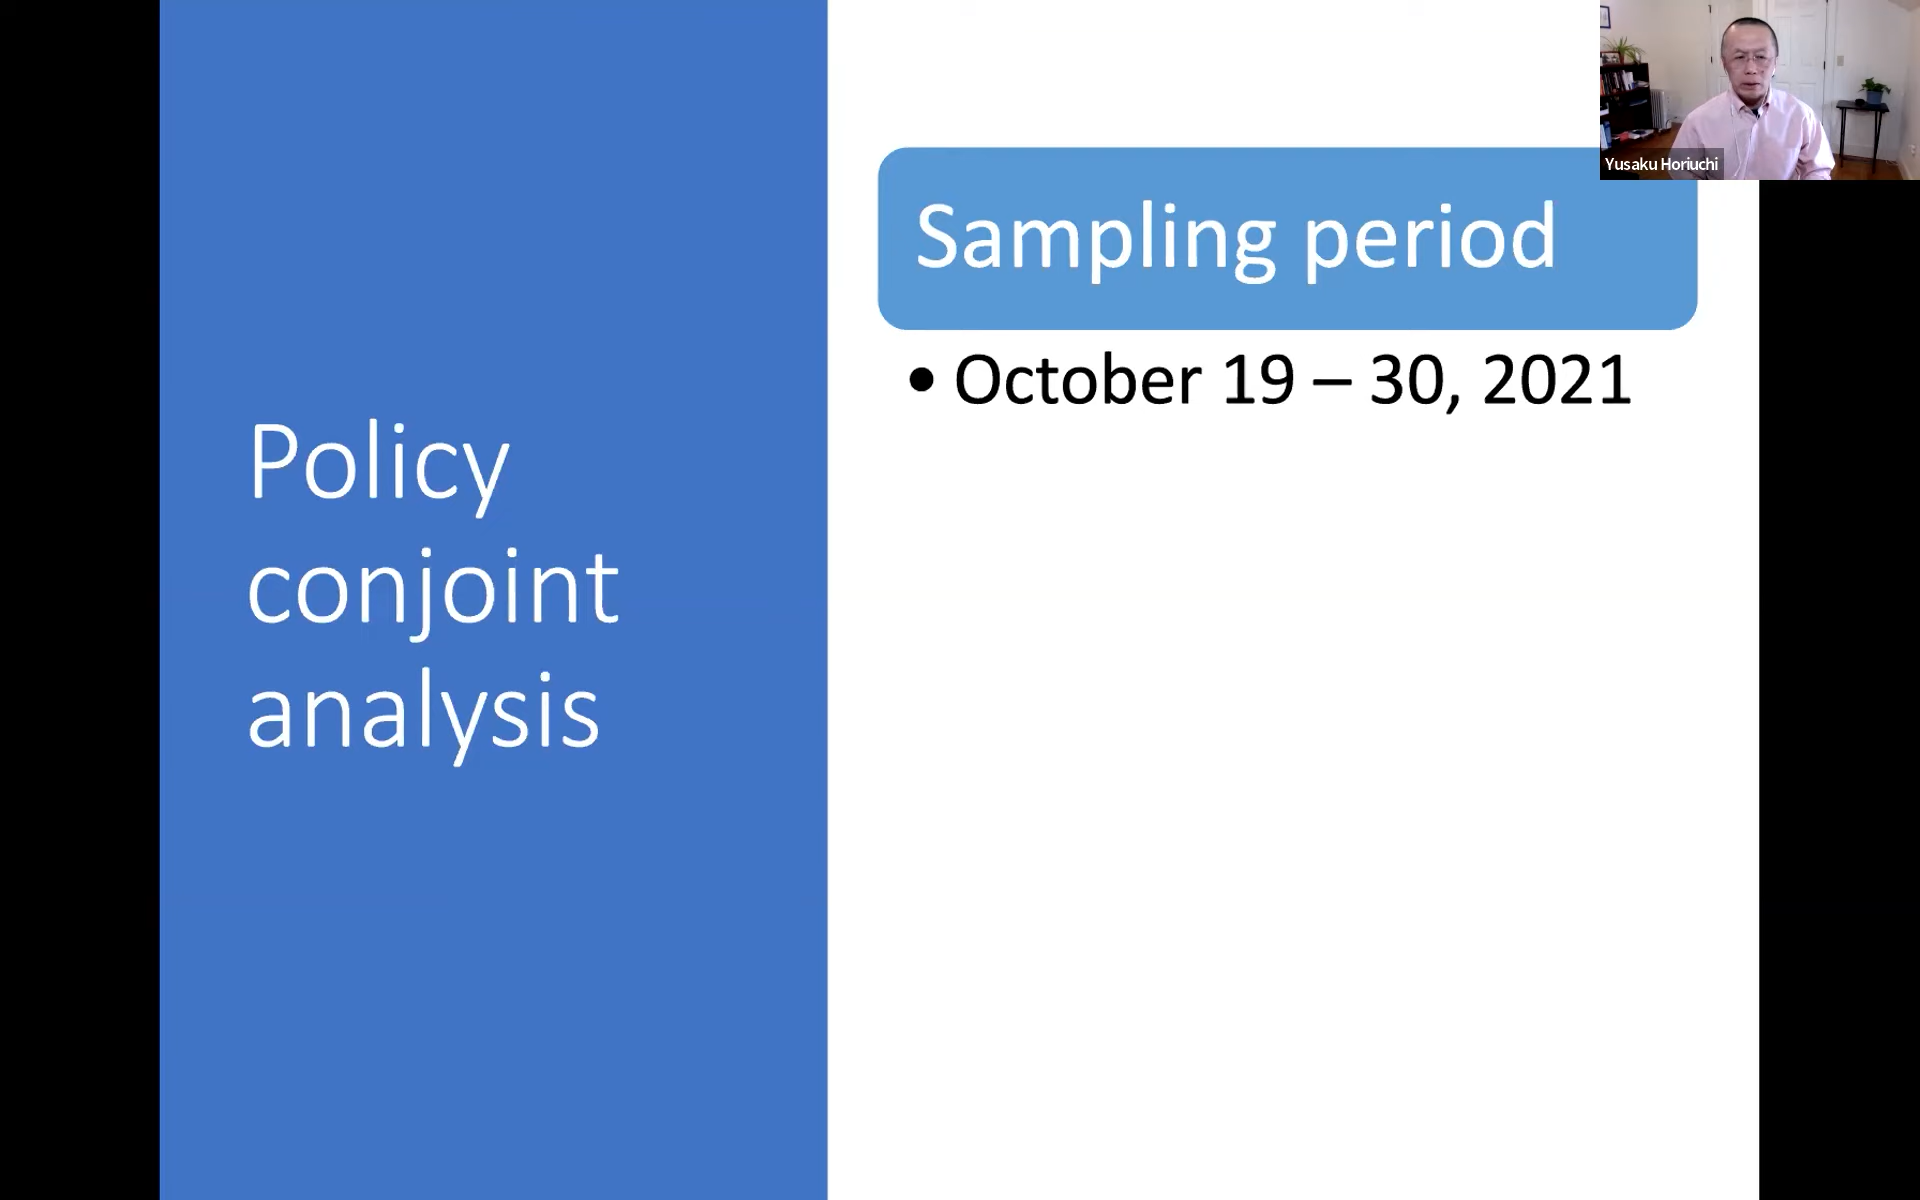 Policy
conjoint
analysis
Sampling period
• October 19 – 30, 2021
Yusaku Horiuchi